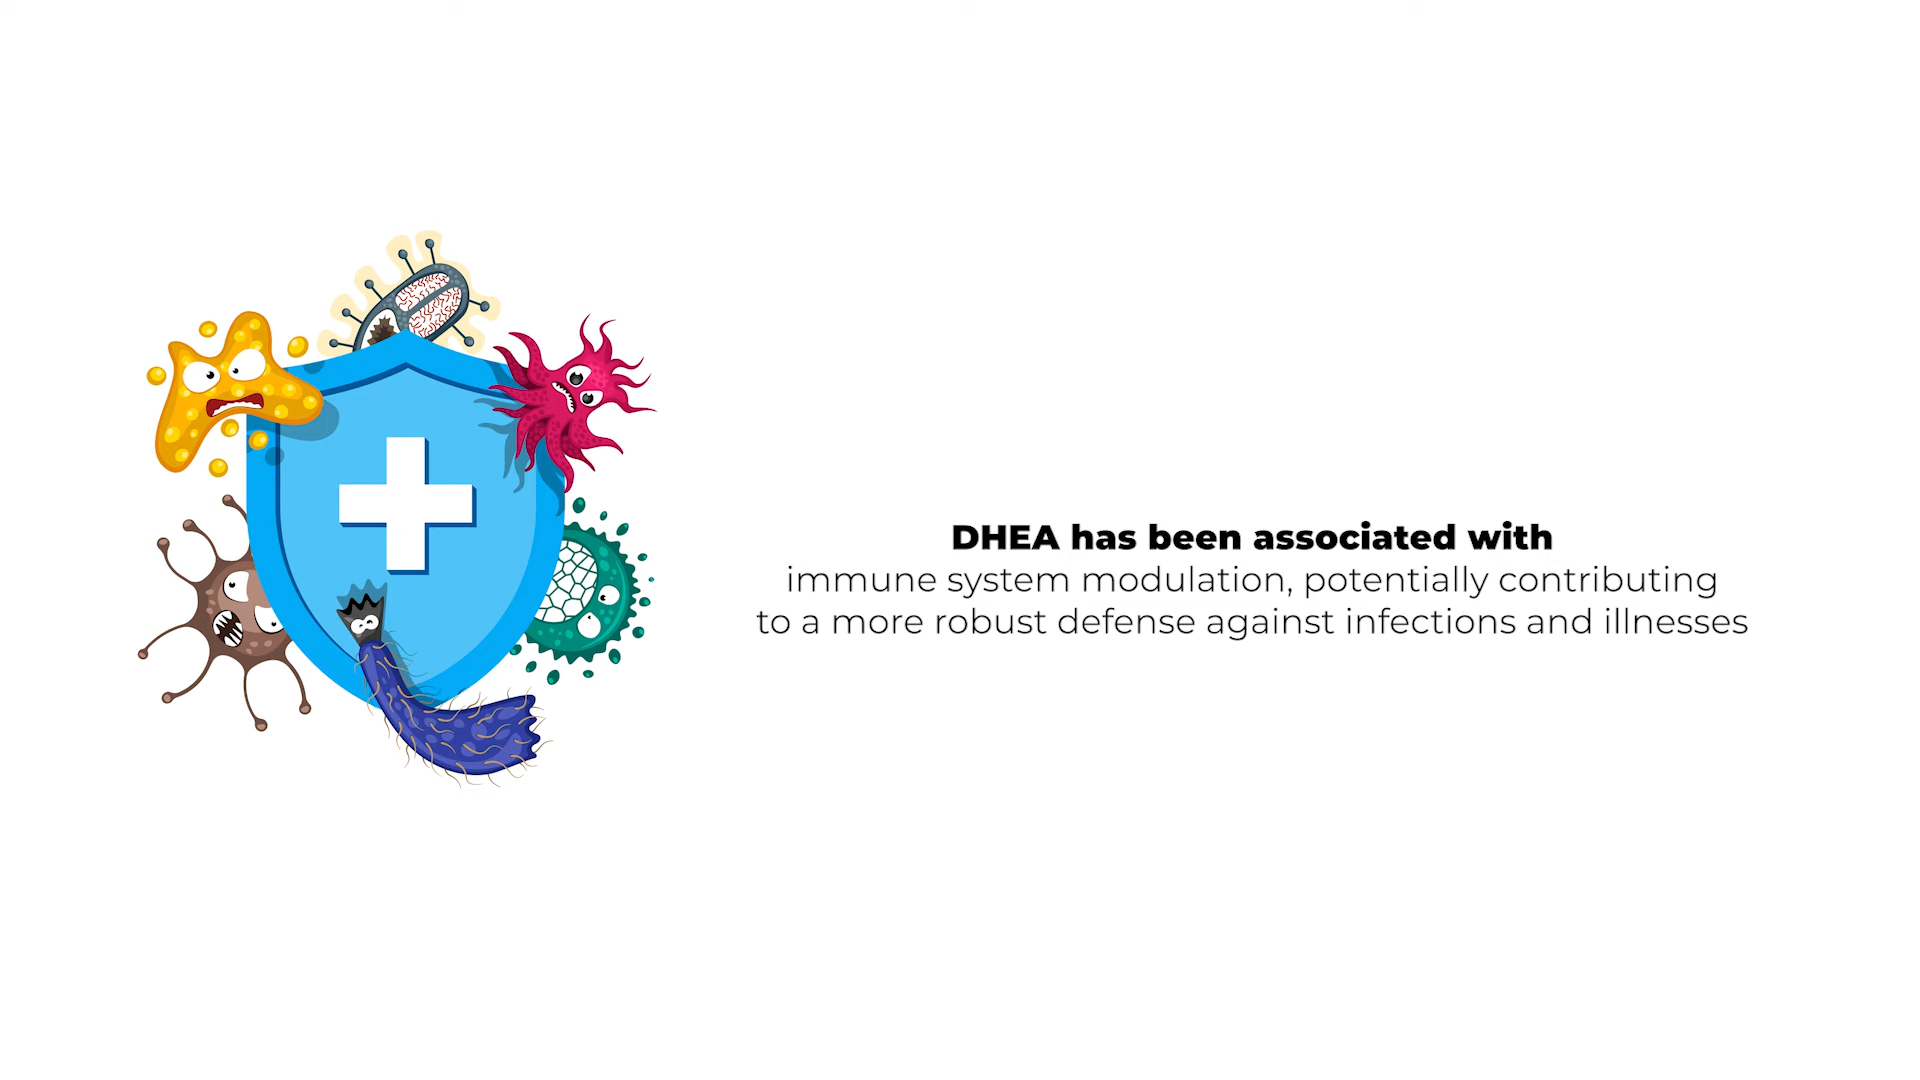 DHEA has been associated with
immune system modulation, potentially contributing
to a more robust defense against infections and illnesses